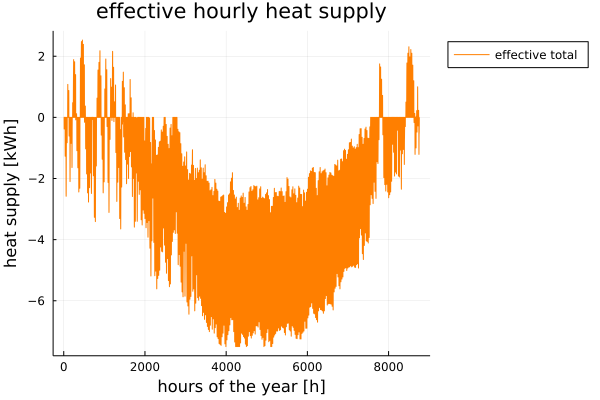 effective hourly heat supply
effective total
heat supply [kWh]
2
0
−2
−4
−6
0 2000 4000 6000 8000
hours of the year [h]